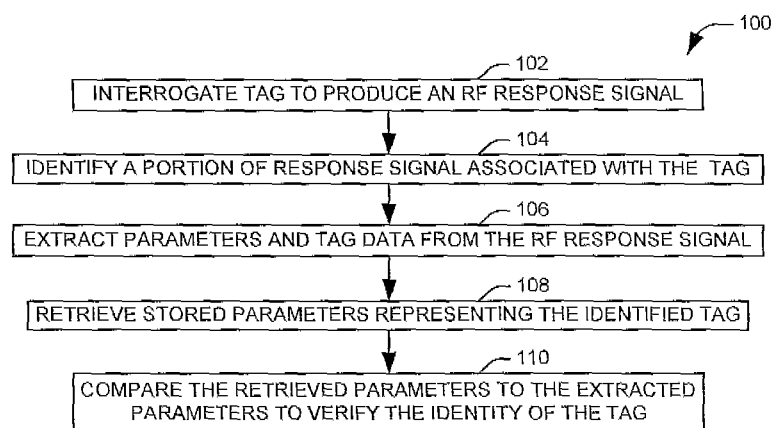 100
102
INTERROGATE TAG TO PRODUCE AN RF RESPONSE SIGNAL
104
IDENTIFY A PORTION OF RESPONSE SIGNAL ASSOCIATED WITH THE TAG
106
EXTRACT PARAMETERS AND TAG DATA FROM THE RF RESPONSE SIGNAL
108
RETRIEVE STORED PARAMETERS REPRESENTING THE IDENTIFIED TAG
110
COMPARE THE RETRIEVED PARAMETERS TO THE EXTRACTED
PARAMETERS TO VERIFY THE IDENTITY OF THE TAG